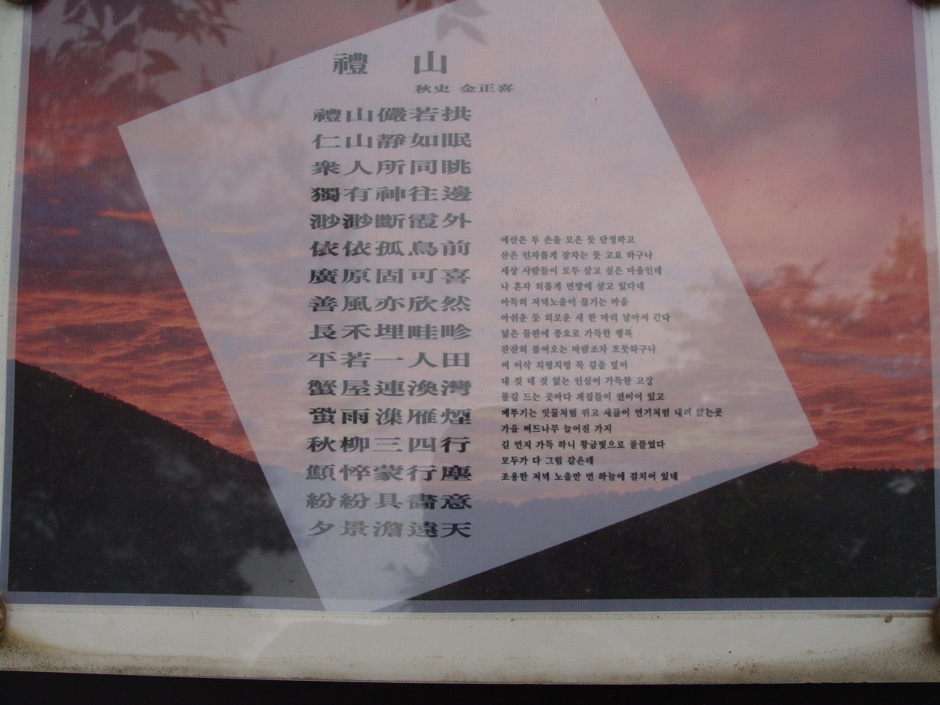 禮山
秋史 金正喜
禮山儼若拱
仁山靜如眠
衆人所同眺
獨有神往邊
渺渺斷霞外
依依孤鳥前
廣原固可喜
善風亦欣然
長禾埋畦畛
平若一人田
蟹屋連渙灣
蛩雨漅雁煙
秋柳三四行
顦悴蒙行塵
紛紛具畵意
夕景澹遠天
예산은 두 손을 모은 듯 단정하고
산은 인자롭게 잠자는 듯 고요 하구나
세상 사람들이 모두 살고 싶은 마을인데
나 혼자 외롭게 변방에 살고 있다네
아득히 저녁노을이 끊기는 마을
아쉬운 듯 외로운 새 한 마리 날아서 간다
넓은 들판에 풍요로 가득한 행복
잔잔히 불어오는 바람조차 흐뭇하구나
벼 이삭 치렁치렁 뚝 길을 덮어
내 것 네 것 없는 인심이 가득한 고장
물길 드는 곳마다 게집들이 연이어 있고
메뚜기는 빗물처럼 뛰고 새들이 연기처럼 내려 앉는곳
가을 버드나무 늘어진 가지
길 먼지 가득 하니 황금빛으로 물들었다
모두가 다 그림 같은데
조용한 저녁 노을만 먼 하늘에 걸치어 있네